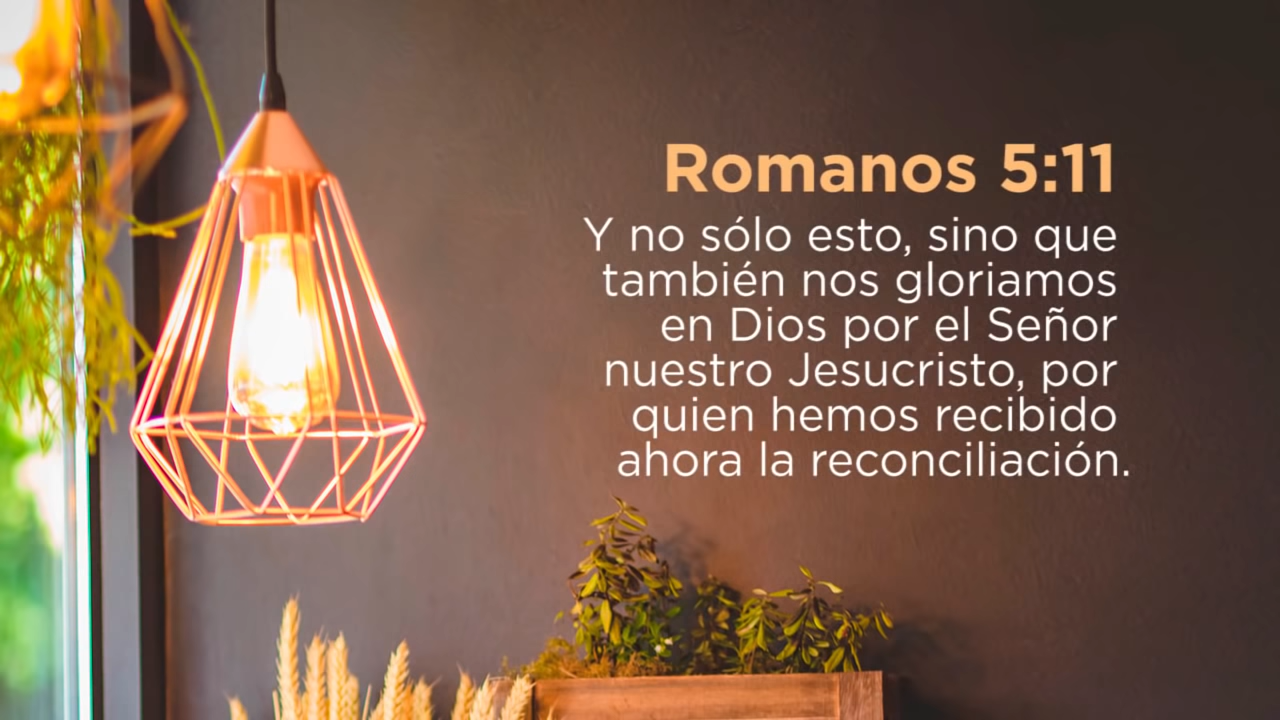 Romanos 5:11
Y no sólo esto, sino que
también nos gloriamos
en Dios por el Señor
nuestro Jesucristo, por
quien hemos recibido
ahora la reconciliación.